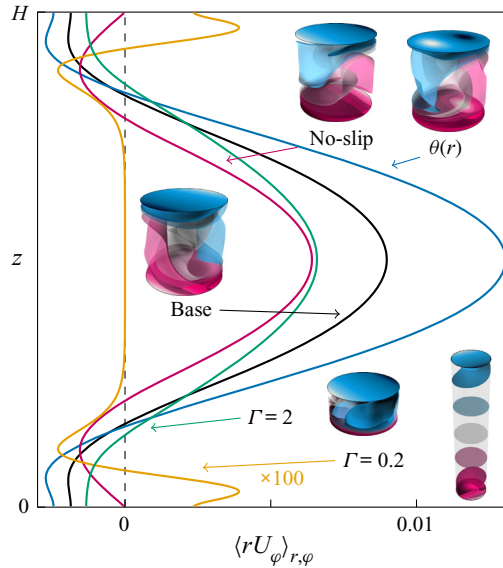 H
No-slip
θ(r)
z
Base
Γ = 2
Γ = 0.2
×100
0
0
0.01
⟨rU_φ⟩_{r,φ}